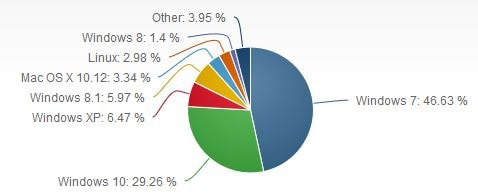 Other: 3.95 %
Windows 8: 1.4 %
Linux: 2.98 %
Mac OS X 10.12: 3.34 %
Windows 8.1: 5.97 %
Windows XP: 6.47 %
Windows 7: 46.63 %
Windows 10: 29.26 %